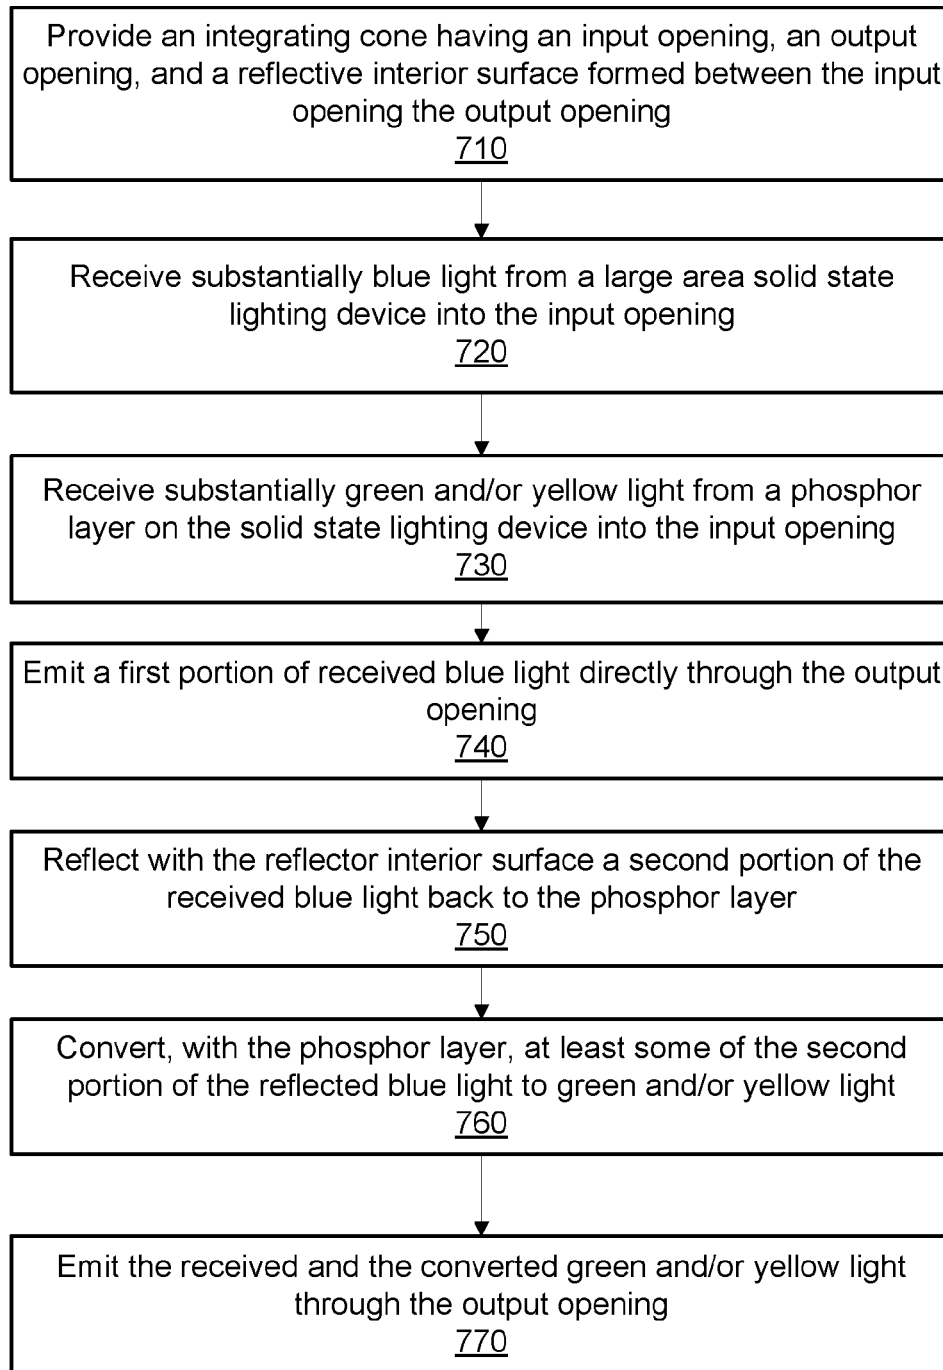 Provide an integrating cone having an input opening, an output
opening, and a reflective interior surface formed between the input
opening the output opening
710
Receive substantially blue light from a large area solid state
lighting device into the input opening
720
Receive substantially green and/or yellow light from a phosphor
layer on the solid state lighting device into the input opening
730
Emit a first portion of received blue light directly through the output
opening
740
Reflect with the reflector interior surface a second portion of the
received blue light back to the phosphor layer
750
Convert, with the phosphor layer, at least some of the second
portion of the reflected blue light to green and/or yellow light
760
Emit the received and the converted green and/or yellow light
through the output opening
770